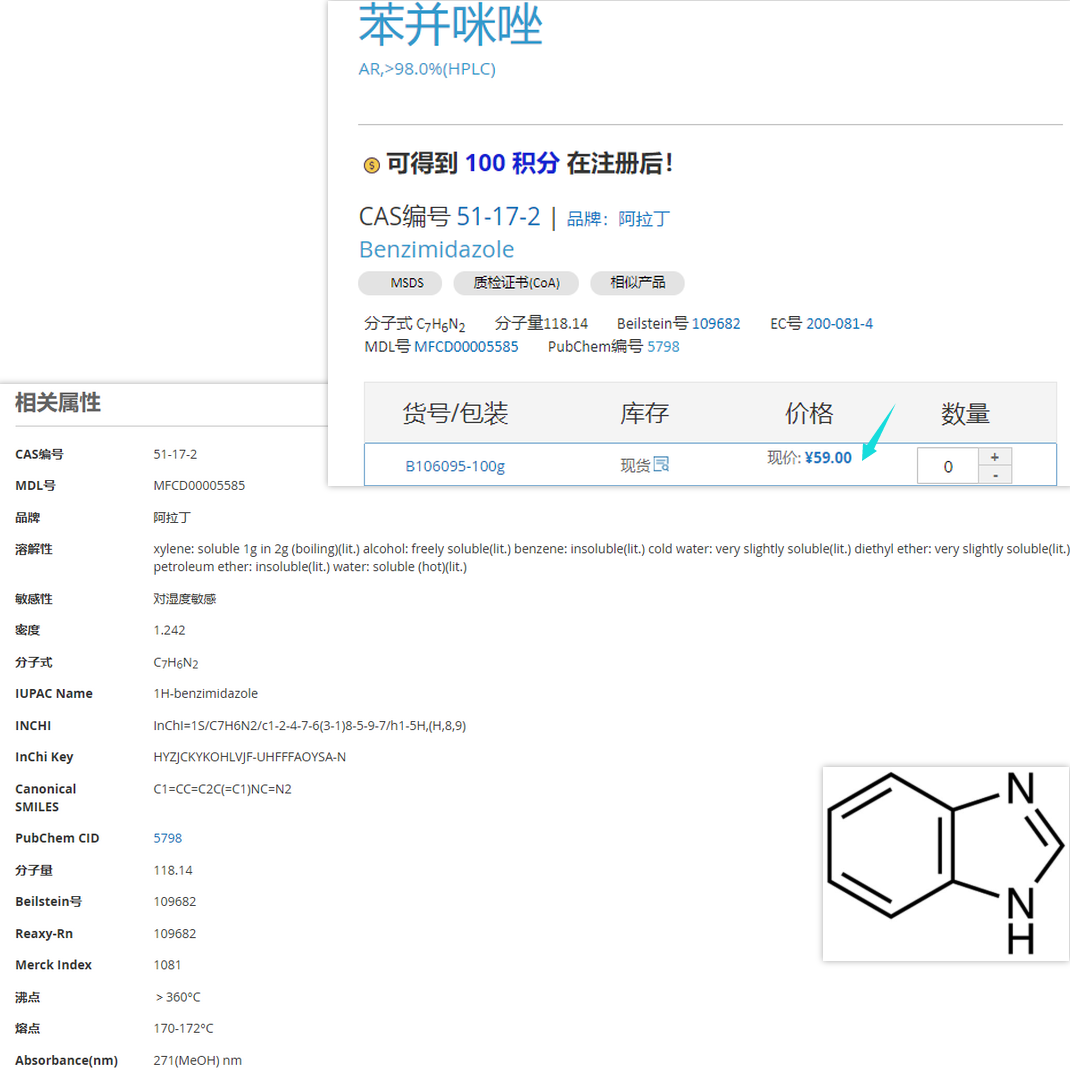 苯并咪唑
AR,>98.0%(HPLC)
可得到 100 积分 在注册后!
CAS编号 51-17-2 | 品牌: 阿拉丁
Benzimidazole
MSDS 质检证书(CoA) 相似产品
分子式 C7H6N2 分子量118.14 Beilstein号 109682 EC号 200-081-4
MDL号 MFCD00005585 PubChem编号 5798
货号/包装 库存 价格 数量
B106095-100g 现货 现价: ¥59.00 0 + -
相关属性
CAS编号 51-17-2
MDL号 MFCD00005585
品牌 阿拉丁
溶解性 xylene: soluble 1g in 2g (boiling)(lit.) alcohol: freely soluble(lit.) benzene: insoluble(lit.) cold water: very slightly soluble(lit.) diethyl ether: very slightly soluble(lit.)
petroleum ether: insoluble(lit.) water: soluble (hot)(lit.)
敏感性 对湿度敏感
密度 1.242
分子式 C7H6N2
IUPAC Name 1H-benzimidazole
INCHI InChI=1S/C7H6N2/c1-2-4-7-6(3-1)8-5-9-7/h1-5H,(H,8,9)
InChi Key HYZJCKYKOHLVJF-UHFFFAOYSA-N
Canonical SMILES C1=CC=C2C(=C1)NC=N2
PubChem CID 5798
分子量 118.14
Beilstein号 109682
Reaxy-Rn 109682
Merck Index 1081
沸点 > 360°C
熔点 170-172°C
Absorbance(nm) 271(MeOH) nm
N
N
H